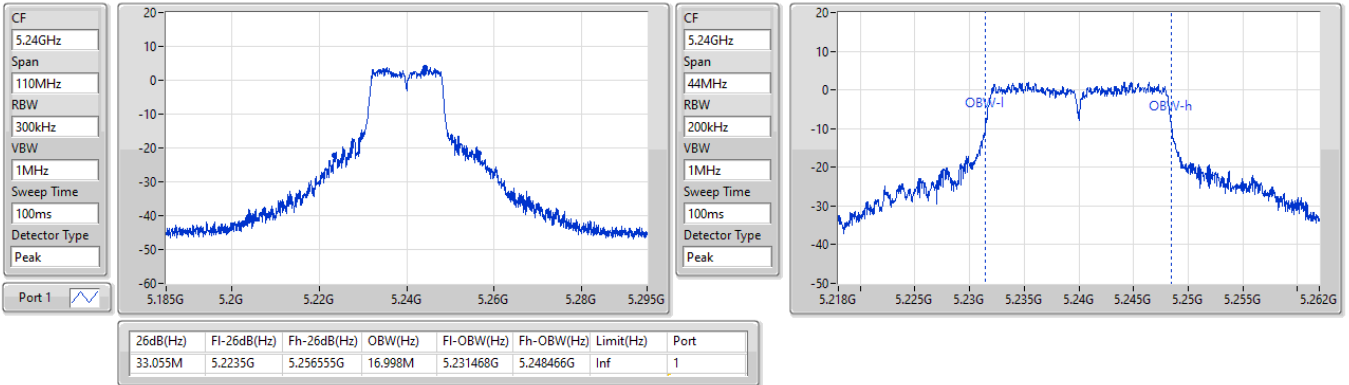 CF
5.24GHz
Span
110MHz
RBW
300kHz
VBW
1MHz
Sweep Time
100ms
Detector Type
Peak
Port 1
20
10
0
-10
-20
-30
-40
-50
-60
5.185G 5.2G 5.22G 5.24G 5.26G 5.28G 5.295G
CF
5.24GHz
Span
44MHz
RBW
200kHz
VBW
1MHz
Sweep Time
100ms
Detector Type
Peak
20
10
0
-10
-20
-30
-40
-50
OBW-l OBW-h
5.218G 5.225G 5.23G 5.235G 5.24G 5.245G 5.25G 5.255G 5.262G
26dB(Hz) Fl-26dB(Hz) Fh-26dB(Hz) OBW(Hz) Fl-OBW(Hz) Fh-OBW(Hz) Limit(Hz) Port
33.055M 5.2235G 5.256555G 16.998M 5.231468G 5.248466G Inf 1